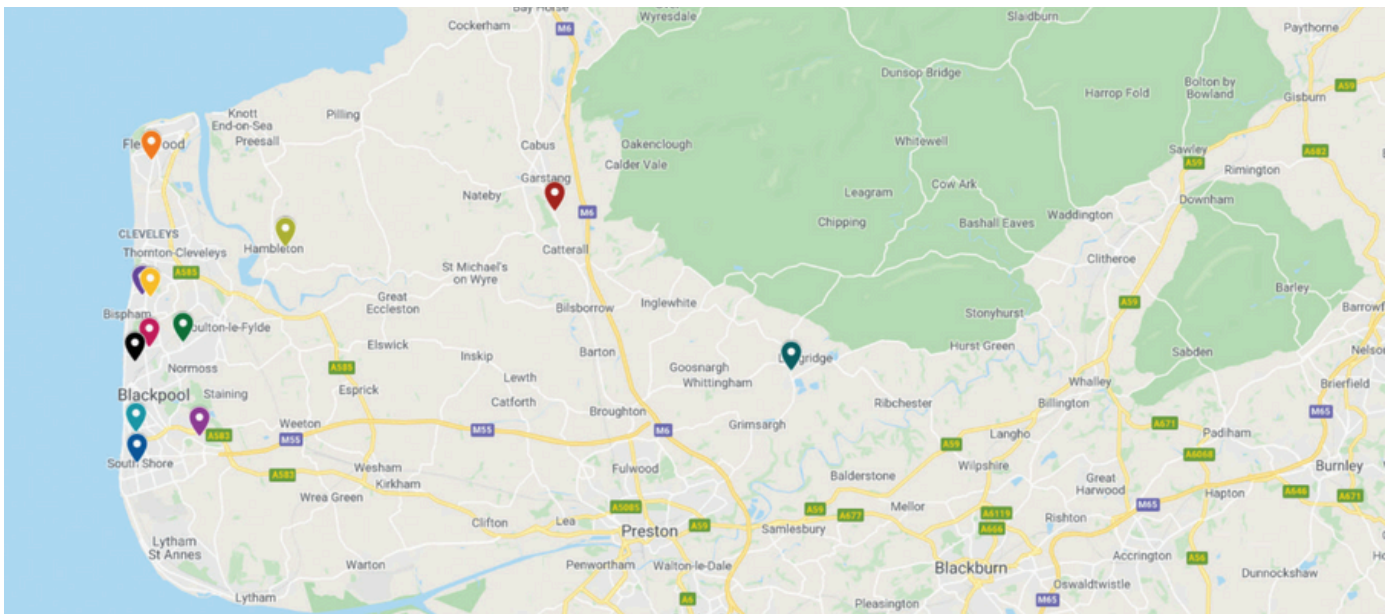 Bay Horse
Wyresdale
Slaidburn
Paythorne
Cockerham
M6
Dunsop Bridge
Bolton by
Bowland
A59
Harrop Fold
Gisburn
Knott
End-on-Sea
Pilling
Preesall
Cabus
Oakenclough
Whitewell
Sawley
A59
A682
Calder Vale
Rimington
Garstang
Nateby
Leagram
Cow Ark
Downham
M6
Chipping
Bashall Eaves
Waddington
CLEVELEYS
Hambleton
Thornton-Cleveleys
Catterall
Clitheroe
A585
St Michael's
on Wyre
Barley
Great
Eccleston
Inglewhite
A59
Bilsborrow
Bispham
Stonyhurst
Elswick
Inskip
Barton
Hurst Green
Sabden
Nelson
Normoss
A585
Goosnargh
Whittingham
Lewth
Whalley
Brierfield
Blackpool
Staining
Esprick
Catforth
Ribchester
Billington
M65
Broughton
Weeton
Grimsargh
A671
A583
M55
M55
M6
Langho
Padiham
A59
A6068
South Shore
Wesham
Fulwood
Wilpshire
Burnley
A583
Kirkham
Balderstone
Great
Harwood
Wrea Green
Hapton
A646
A671
A5085
A59
Mellor
M65
Clifton
Lea
A59
A677
A6119
Rishton
Preston
Samlesbury
A666
Lytham
St Annes
Accrington
A56
Warton
Penwortham
Walton-le-Dale
Blackburn
Dunnockshaw
Oswaldtwistle
Lytham
A6
Pleasington
M65